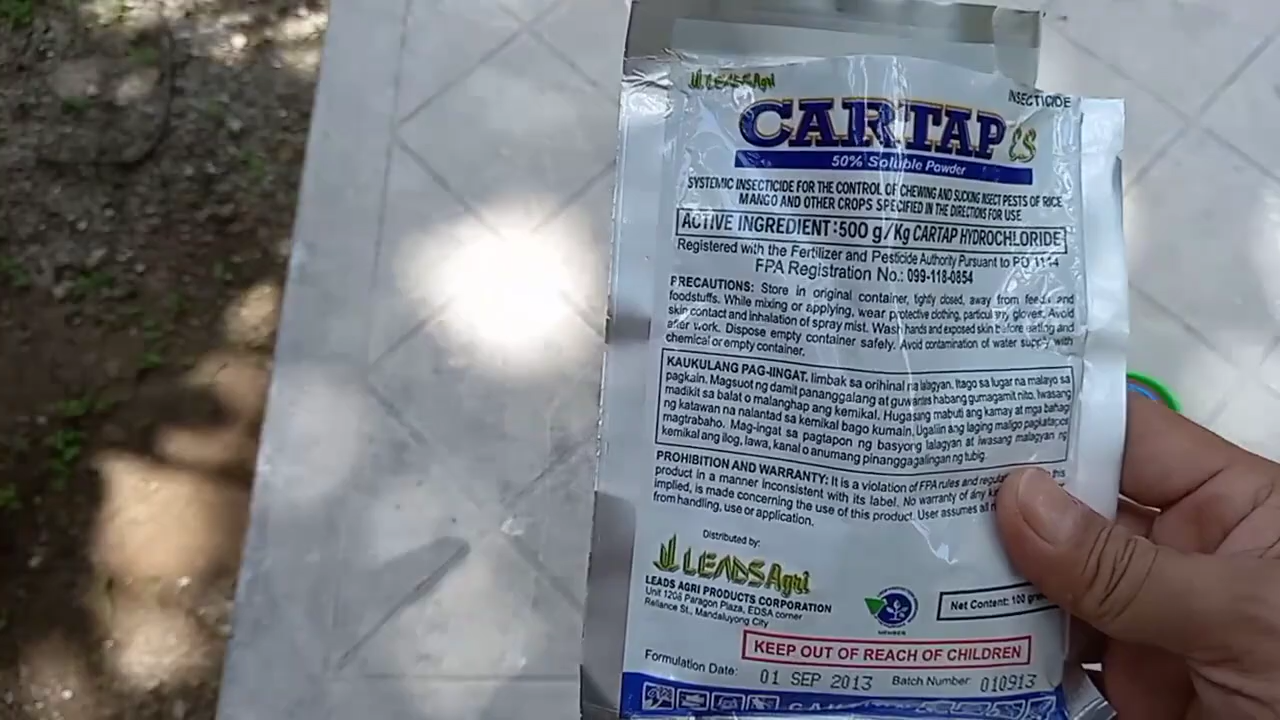 LEADSAgri
INSECTICIDE
CARTAP ES
50% Soluble Powder
SYSTEMIC INSECTICIDE FOR THE CONTROL OF CHEWING AND SUCKING INSECT PESTS OF RICE
MANGO AND OTHER CROPS SPECIFIED IN THE DIRECTIONS FOR USE
ACTIVE INGREDIENT: 500 g/Kg CARTAP HYDROCHLORIDE
Registered with the Fertilizer and Pesticide Authority Pursuant to PD 1144
FPA Registration No.: 099-118-0854
PRECAUTIONS: Store in original container, tightly closed, away from feeds and
foodstuffs. While mixing or applying, wear protective clothing, particularly gloves. Avoid
skin contact and inhalation of spray mist. Wash hands and exposed skin before eating and
after work. Dispose empty container safely. Avoid contamination of water supply with
chemical or empty container.
KAUKULANG PAG-IINGAT. Iimbak sa orihinal na lalagyan. Itago sa lugar na malayo sa
pagkain. Magsuot ng damit pananggalang at guwantes habang gumagamit nito. Iwasang
madikit sa balat o malanghap ang kemikal. Hugasing mabuti ang kamay at mga bahagi
ng katawan na nalantad sa kemikal bago kumain. Ugaliin ang laging maligo pagkatapos
magtrabaho. Mag-ingat sa pagtapon ng basyong lalagyan at iwasang malagyan ng
kemikal ang ilog, lawa, kanal o anumang pinanggagalingan ng tubig.
PROHIBITION AND WARRANTY: It is a violation of FPA rules and this
product in a manner inconsistent with its label. No warranty of any
implied, is made concerning the use of this product. User assumes all
from handling, use or application.
Distributed by:
LEADSAgri
LEADS AGRI PRODUCTS CORPORATION
Unit 1208 Paragon Plaza, EDSA corner
Reliance St., Mandaluyong City
MEMBER
Net Content: 100
KEEP OUT OF REACH OF CHILDREN
Formulation Date: 01 SEP 2013 Batch Number: 010913